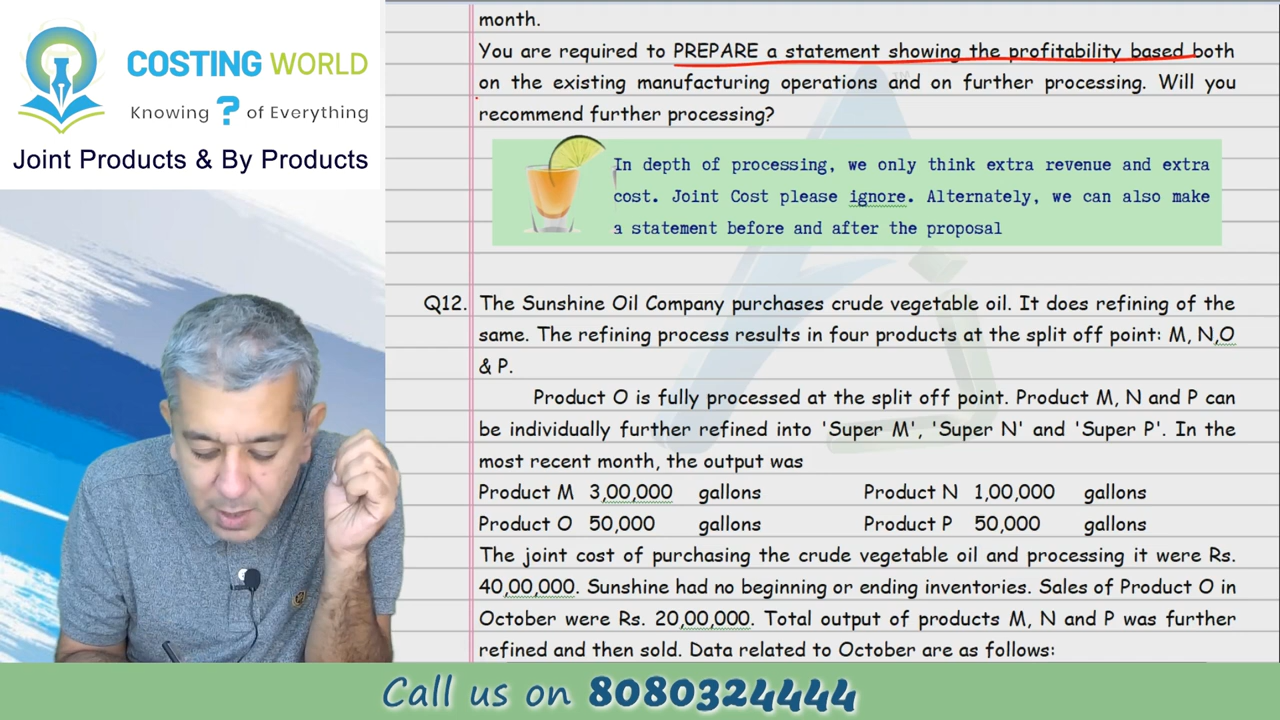 COSTING WORLD
Knowing ? of Everything
Joint Products & By Products
month.
You are required to PREPARE a statement showing the profitability based both
on the existing manufacturing operations and on further processing. Will you
recommend further processing?
In depth of processing, we only think extra revenue and extra
cost. Joint Cost please ignore. Alternately, we can also make
a statement before and after the proposal
Q12. The Sunshine Oil Company purchases crude vegetable oil. It does refining of the
same. The refining process results in four products at the split off point: M, N,O
& P.
Product O is fully processed at the split off point. Product M, N and P can
be individually further refined into 'Super M', 'Super N' and 'Super P'. In the
most recent month, the output was
Product M 3,00,000 gallons Product N 1,00,000 gallons
Product O 50,000 gallons Product P 50,000 gallons
The joint cost of purchasing the crude vegetable oil and processing it were Rs.
40,00,000. Sunshine had no beginning or ending inventories. Sales of Product O in
October were Rs. 20,00,000. Total output of products M, N and P was further
refined and then sold. Data related to October are as follows:
Call us on 8080324444